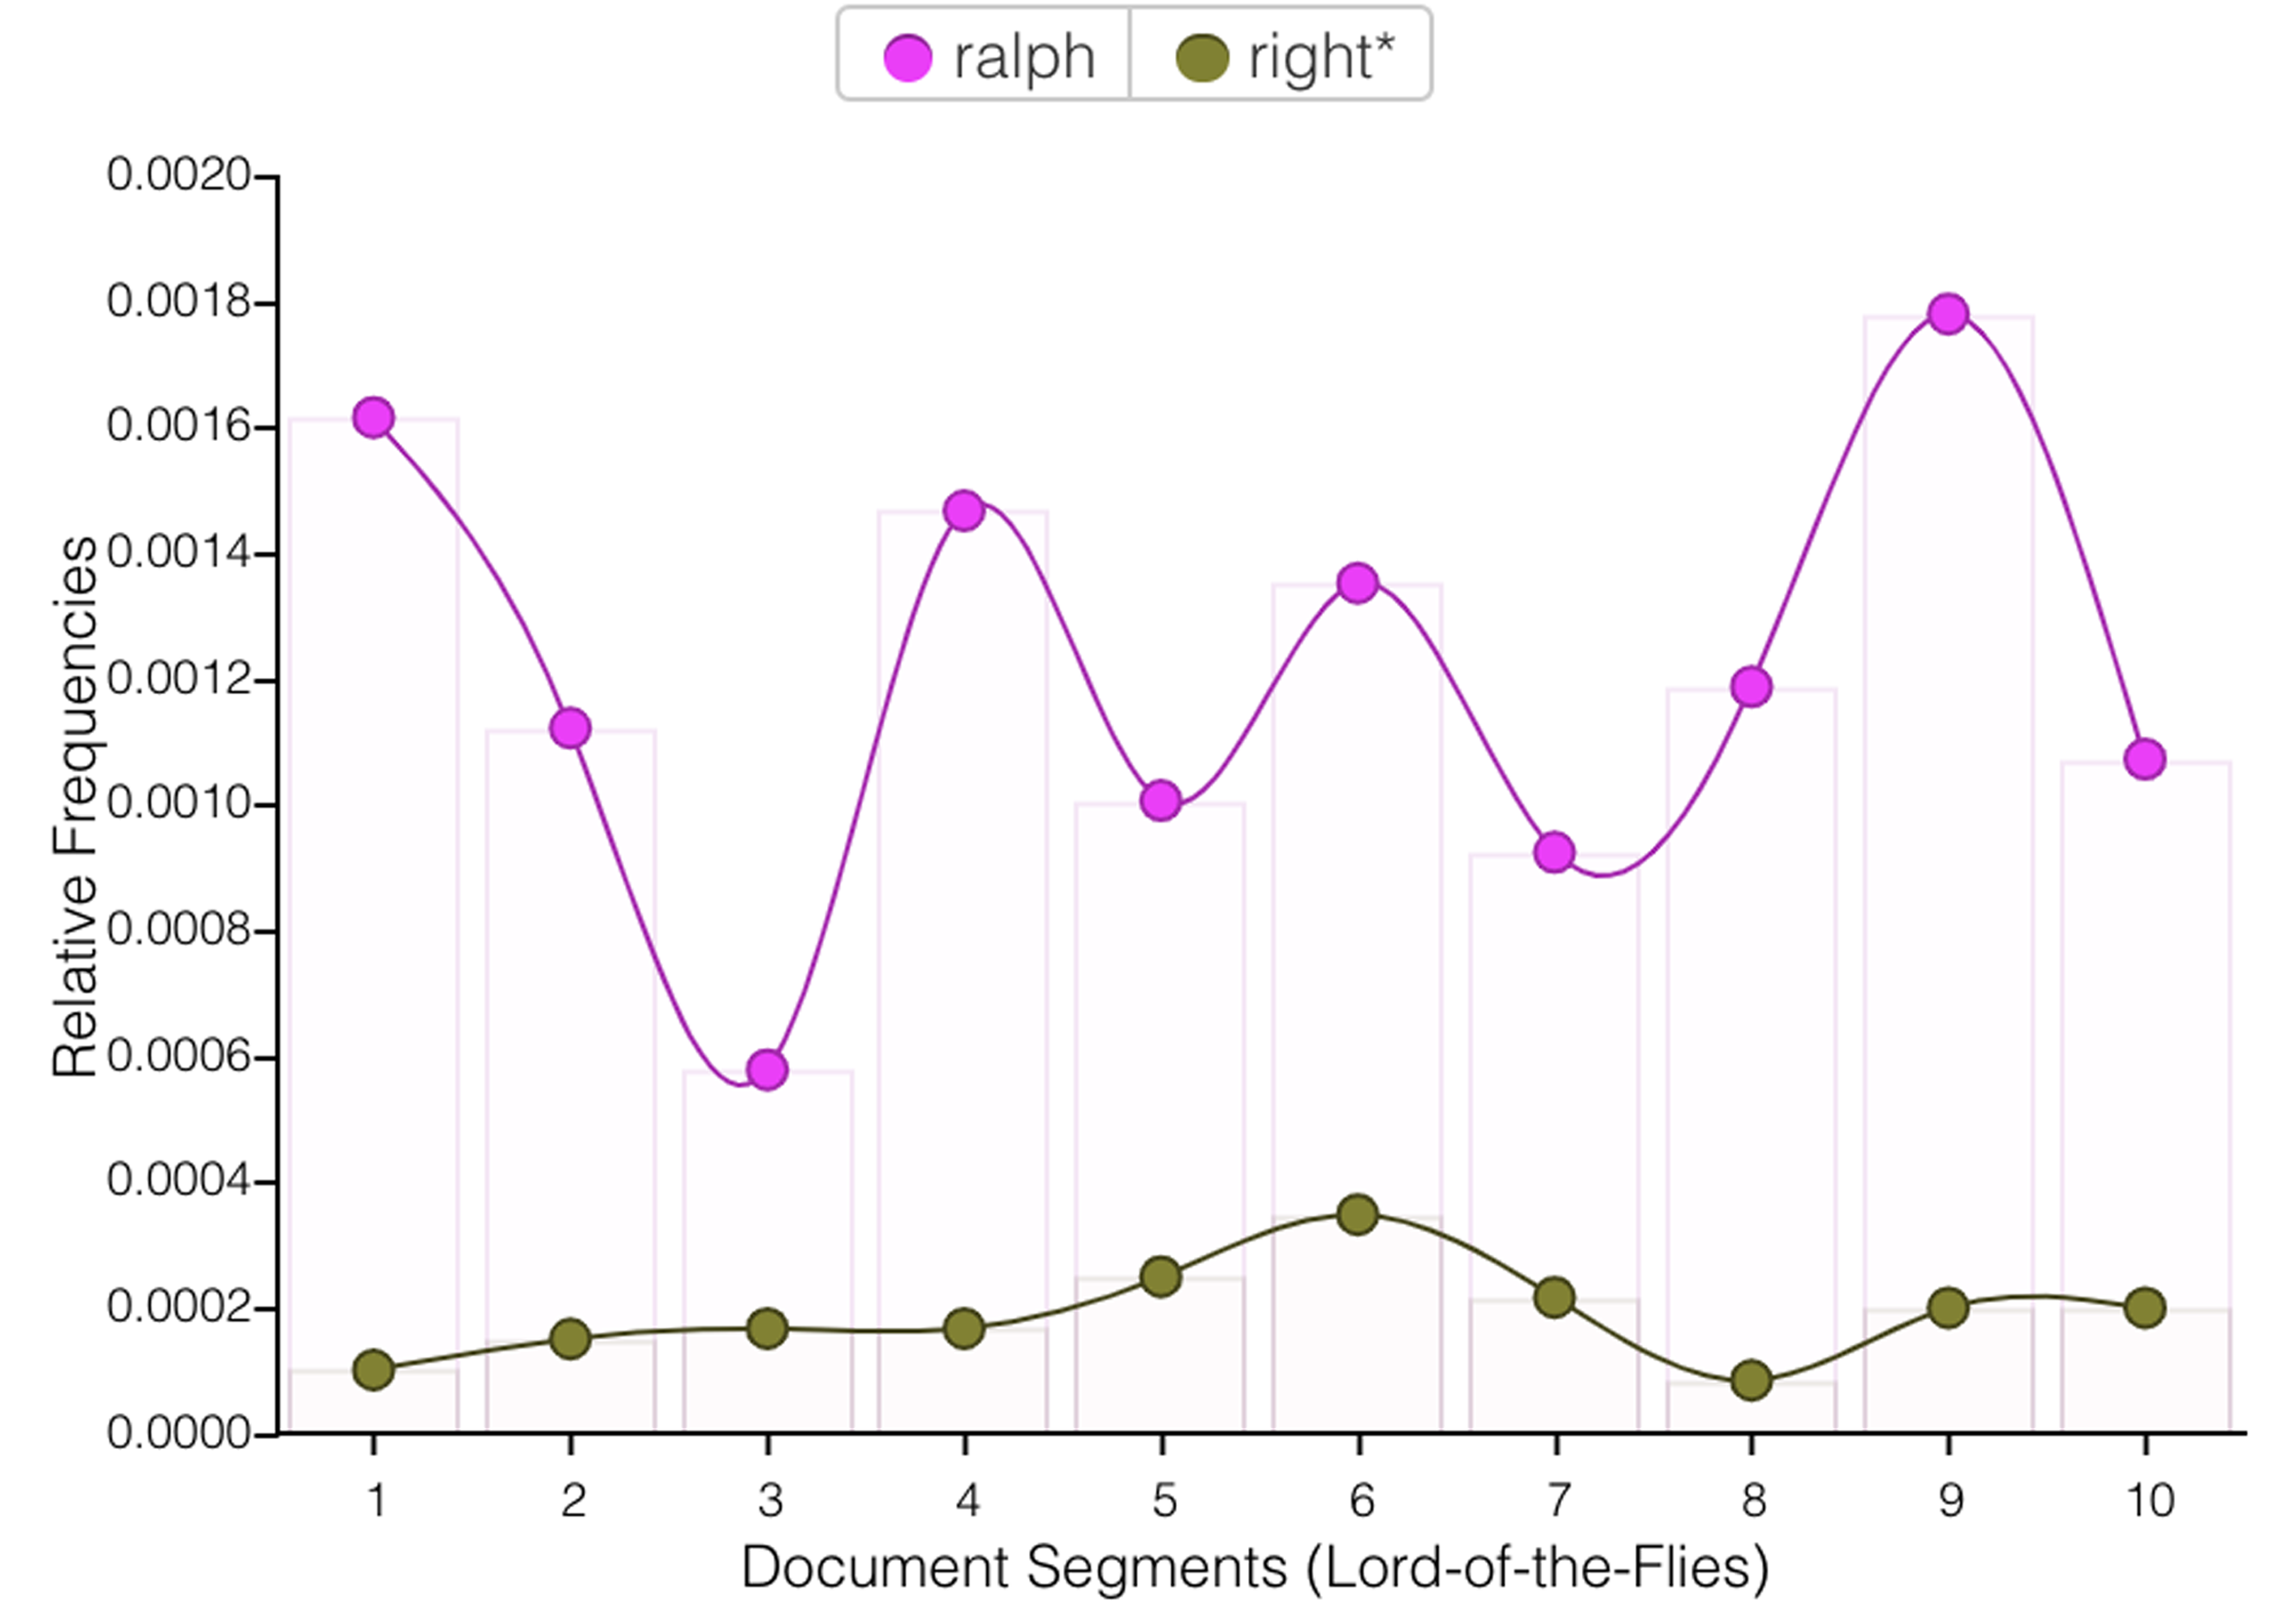 ralph right*
0.0020
0.0018
0.0016
0.0014
0.0012
0.0010
0.0008
0.0006
0.0004
0.0002
0.0000
Relative Frequencies
1 2 3 4 5 6 7 8 9 10
Document Segments (Lord-of-the-Flies)